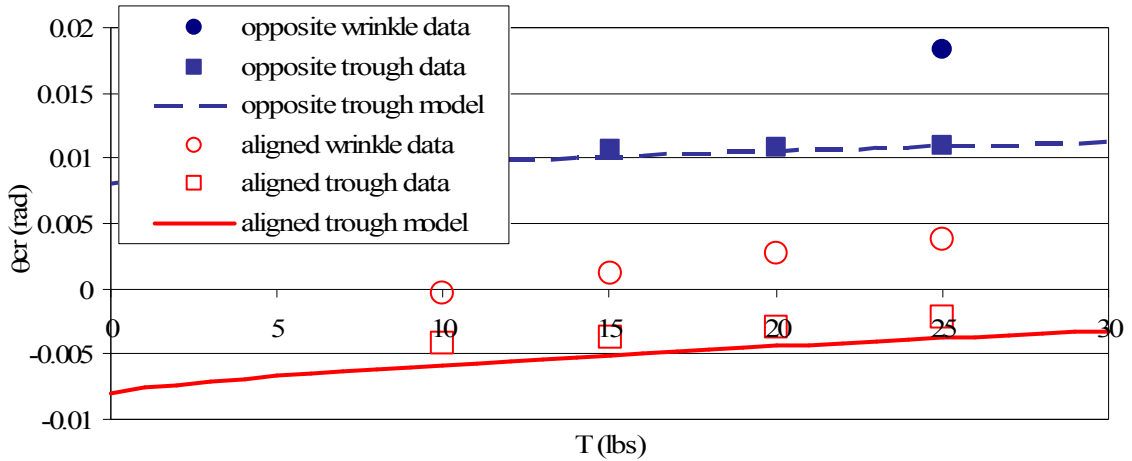 0.02
0.015
0.01
0.005
0
-0.005
-0.01
θcr (rad)
opposite wrinkle data
opposite trough data
opposite trough model
aligned wrinkle data
aligned trough data
aligned trough model
0 5 10 15 20 25 30
T (lbs)